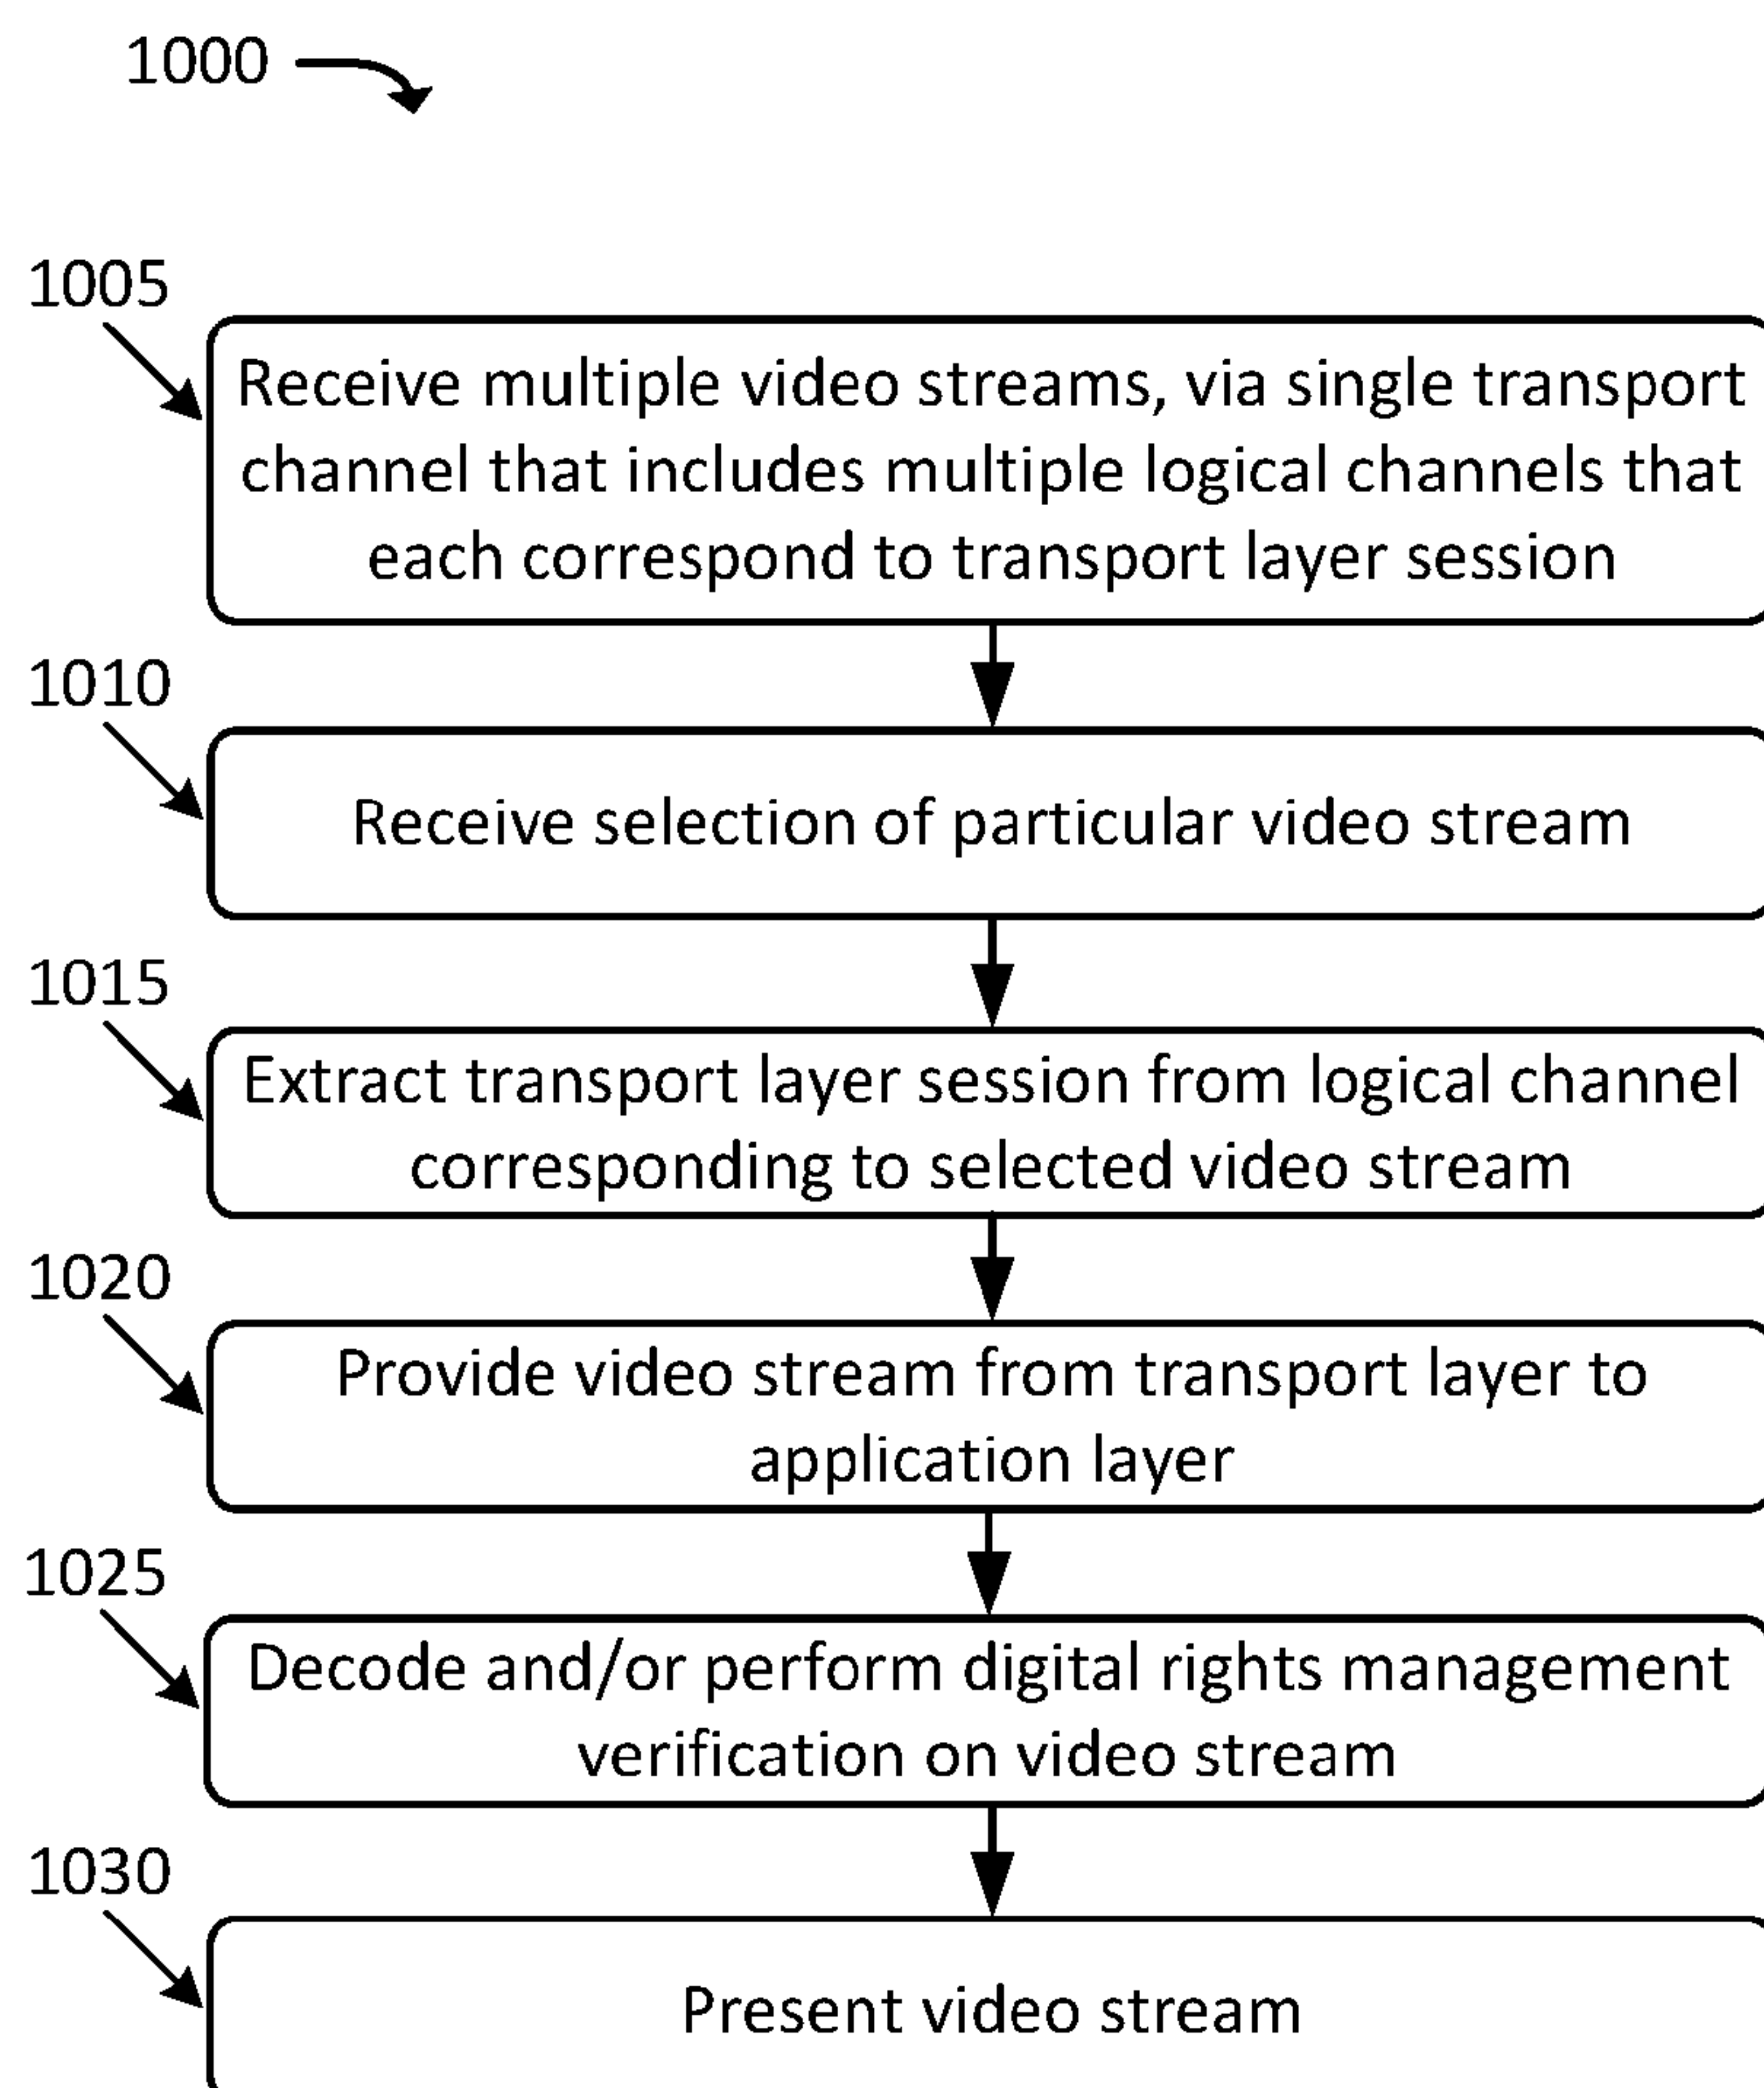 1000
1005
Receive multiple video streams, via single transport
channel that includes multiple logical channels that
each correspond to transport layer session
1010
Receive selection of particular video stream
1015
Extract transport layer session from logical channel
corresponding to selected video stream
1020
Provide video stream from transport layer to
application layer
1025
Decode and/or perform digital rights management
verification on video stream
1030
Present video stream